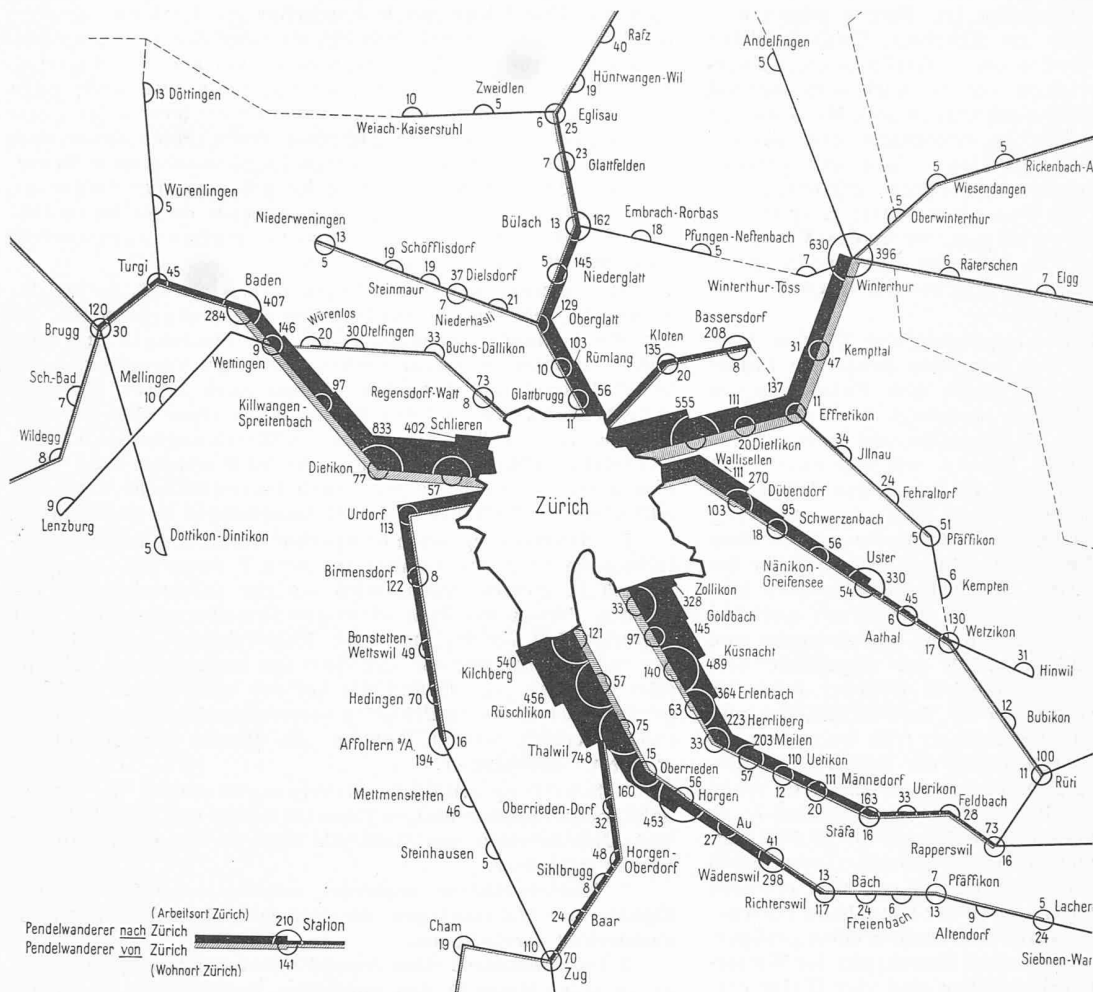 Rafz
40
Hüntwangen-Wil
19
Andelfingen
5
13 Döttingen
Zweidlen
10
5
Weiach-Kaiserstuhl
6
25
Eglisau
23
7
Glattfelden
5
Rickenbach-A
5
Wiesendangen
5
Oberwinterthur
Würenlingen
5
Niederweningen
13
5
Bülach
13
162
Embrach-Rorbas
18
Pfungen-Neftenbach
5
630
396
7
Winterthur-Töss
Winterthur
6
Räterschen
7
Elgg
Schöfflisdorf
19
19
Steinmaur
37 Dielsdorf
7
21
Niederhasli
5
145
Niederglatt
129
Oberglatt
Turgi
45
Baden
407
284
120
Brugg
30
146
9
Wettingen
Würenlos
20
30
Otelfingen
33
Buchs-Dällikon
Kloten
135
20
Bassersdorf
208
8
103
Rümlang
10
31
47
Kempttal
Sch.-Bad
7
Mellingen
10
97
Killwangen-
Spreitenbach
73
Regensdorf-Watt
8
Glattbrugg
56
11
137
11
Effretikon
555
111
20
Dietlikon
Wallisellen
111
Wildegg
8
402
Schlieren
833
Dietikon
77
57
34
Jllnau
24
Fehraltorf
51
5
Pfäffikon
9
Lenzburg
5
Dottikon-Dintikon
Urdorf
113
Zürich
270
Dübendorf
103
95
Schwerzenbach
18
56
Nänikon-
Greifensee
Uster
330
54
45
6
Aathal
6
Kempten
130
Wetzikon
17
31
Hinwil
Birmensdorf
8
122
Bonstetten-
Wettswil
49
Hedingen
70
Affoltern a/A.
16
194
Mettmenstetten
46
Steinhausen
5
Zollikon
328
33
Goldbach
145
97
Küsnacht
489
140
364
Erlenbach
63
223
Herrliberg
33
203
Meilen
57
110
Uetikon
12
111
Männedorf
20
163
Stäfa
16
Uerikon
33
Feldbach
28
73
Rapperswil
16
12
Bubikon
100
11
Rüti
121
540
Kilchberg
57
456
Rüschlikon
75
Thalwil
748
15
Oberrieden
160
56
Horgen
453
Oberrieden-Dorf
32
48
Horgen-
Oberdorf
Sihlbrugg
8
24
Baar
Au
27
41
Wädenswil
298
13
Richterswil
117
Bäch
24
6
Freienbach
7
Pfäffikon
13
9
Altendorf
5
Lachen
24
Siebnen-Wan
Cham
19
110
70
Zug
(Arbeitsort Zürich)
Pendelwanderer nach Zürich
210
Station
Pendelwanderer von Zürich
141
(Wohnort Zürich)